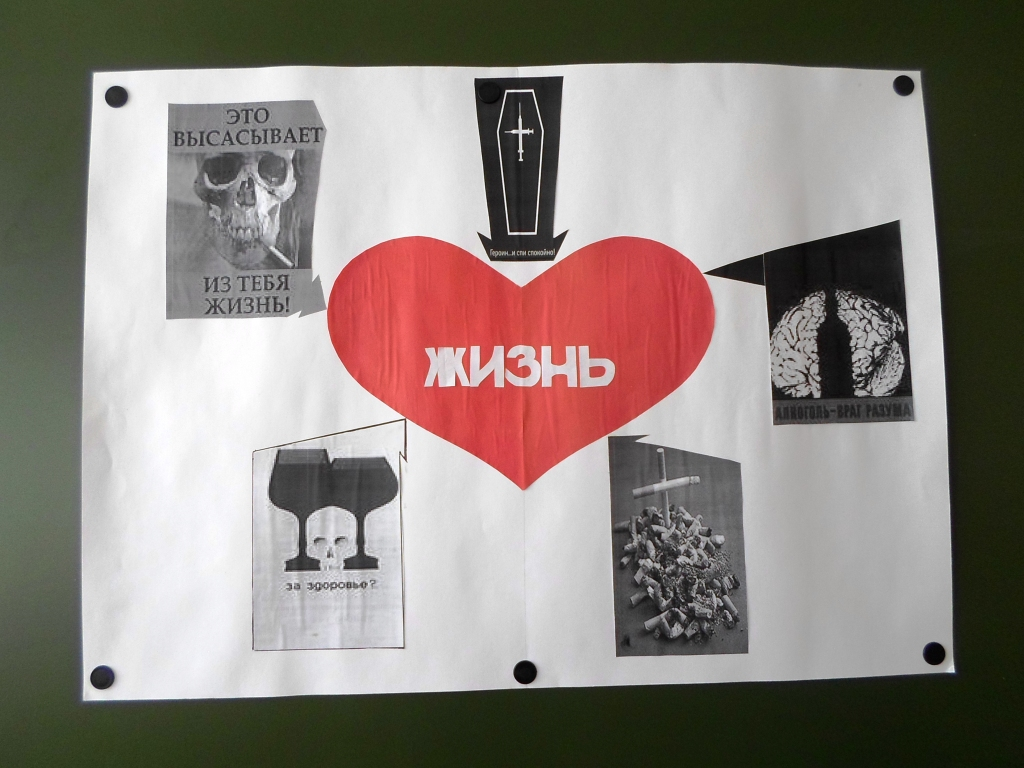 ЭТО
ВЫСАСЫВАЕТ
ИЗ ТЕБЯ
ЖИЗНЬ!
Героин...и спи спокойно!
ЖИЗНЬ
АЛКОГОЛЬ-ВРАГ РАЗУМА
за здоровье?